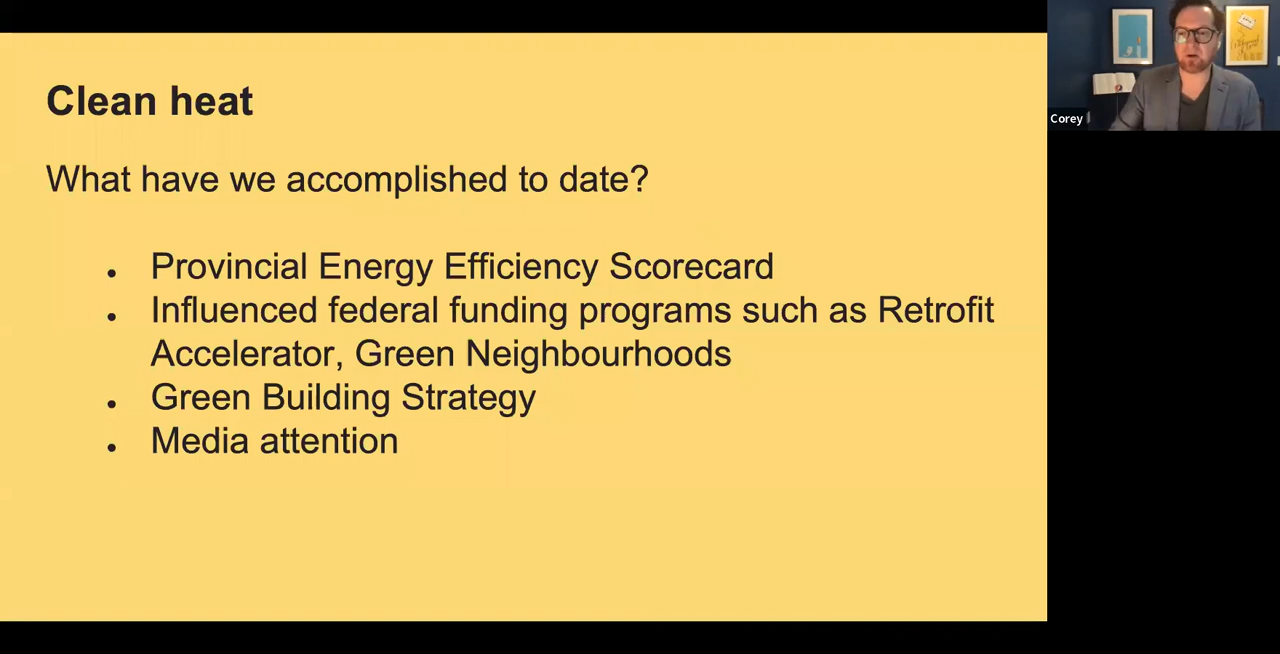 Clean heat
What have we accomplished to date?
• Provincial Energy Efficiency Scorecard
• Influenced federal funding programs such as Retrofit
Accelerator, Green Neighbourhoods
• Green Building Strategy
• Media attention
Corey